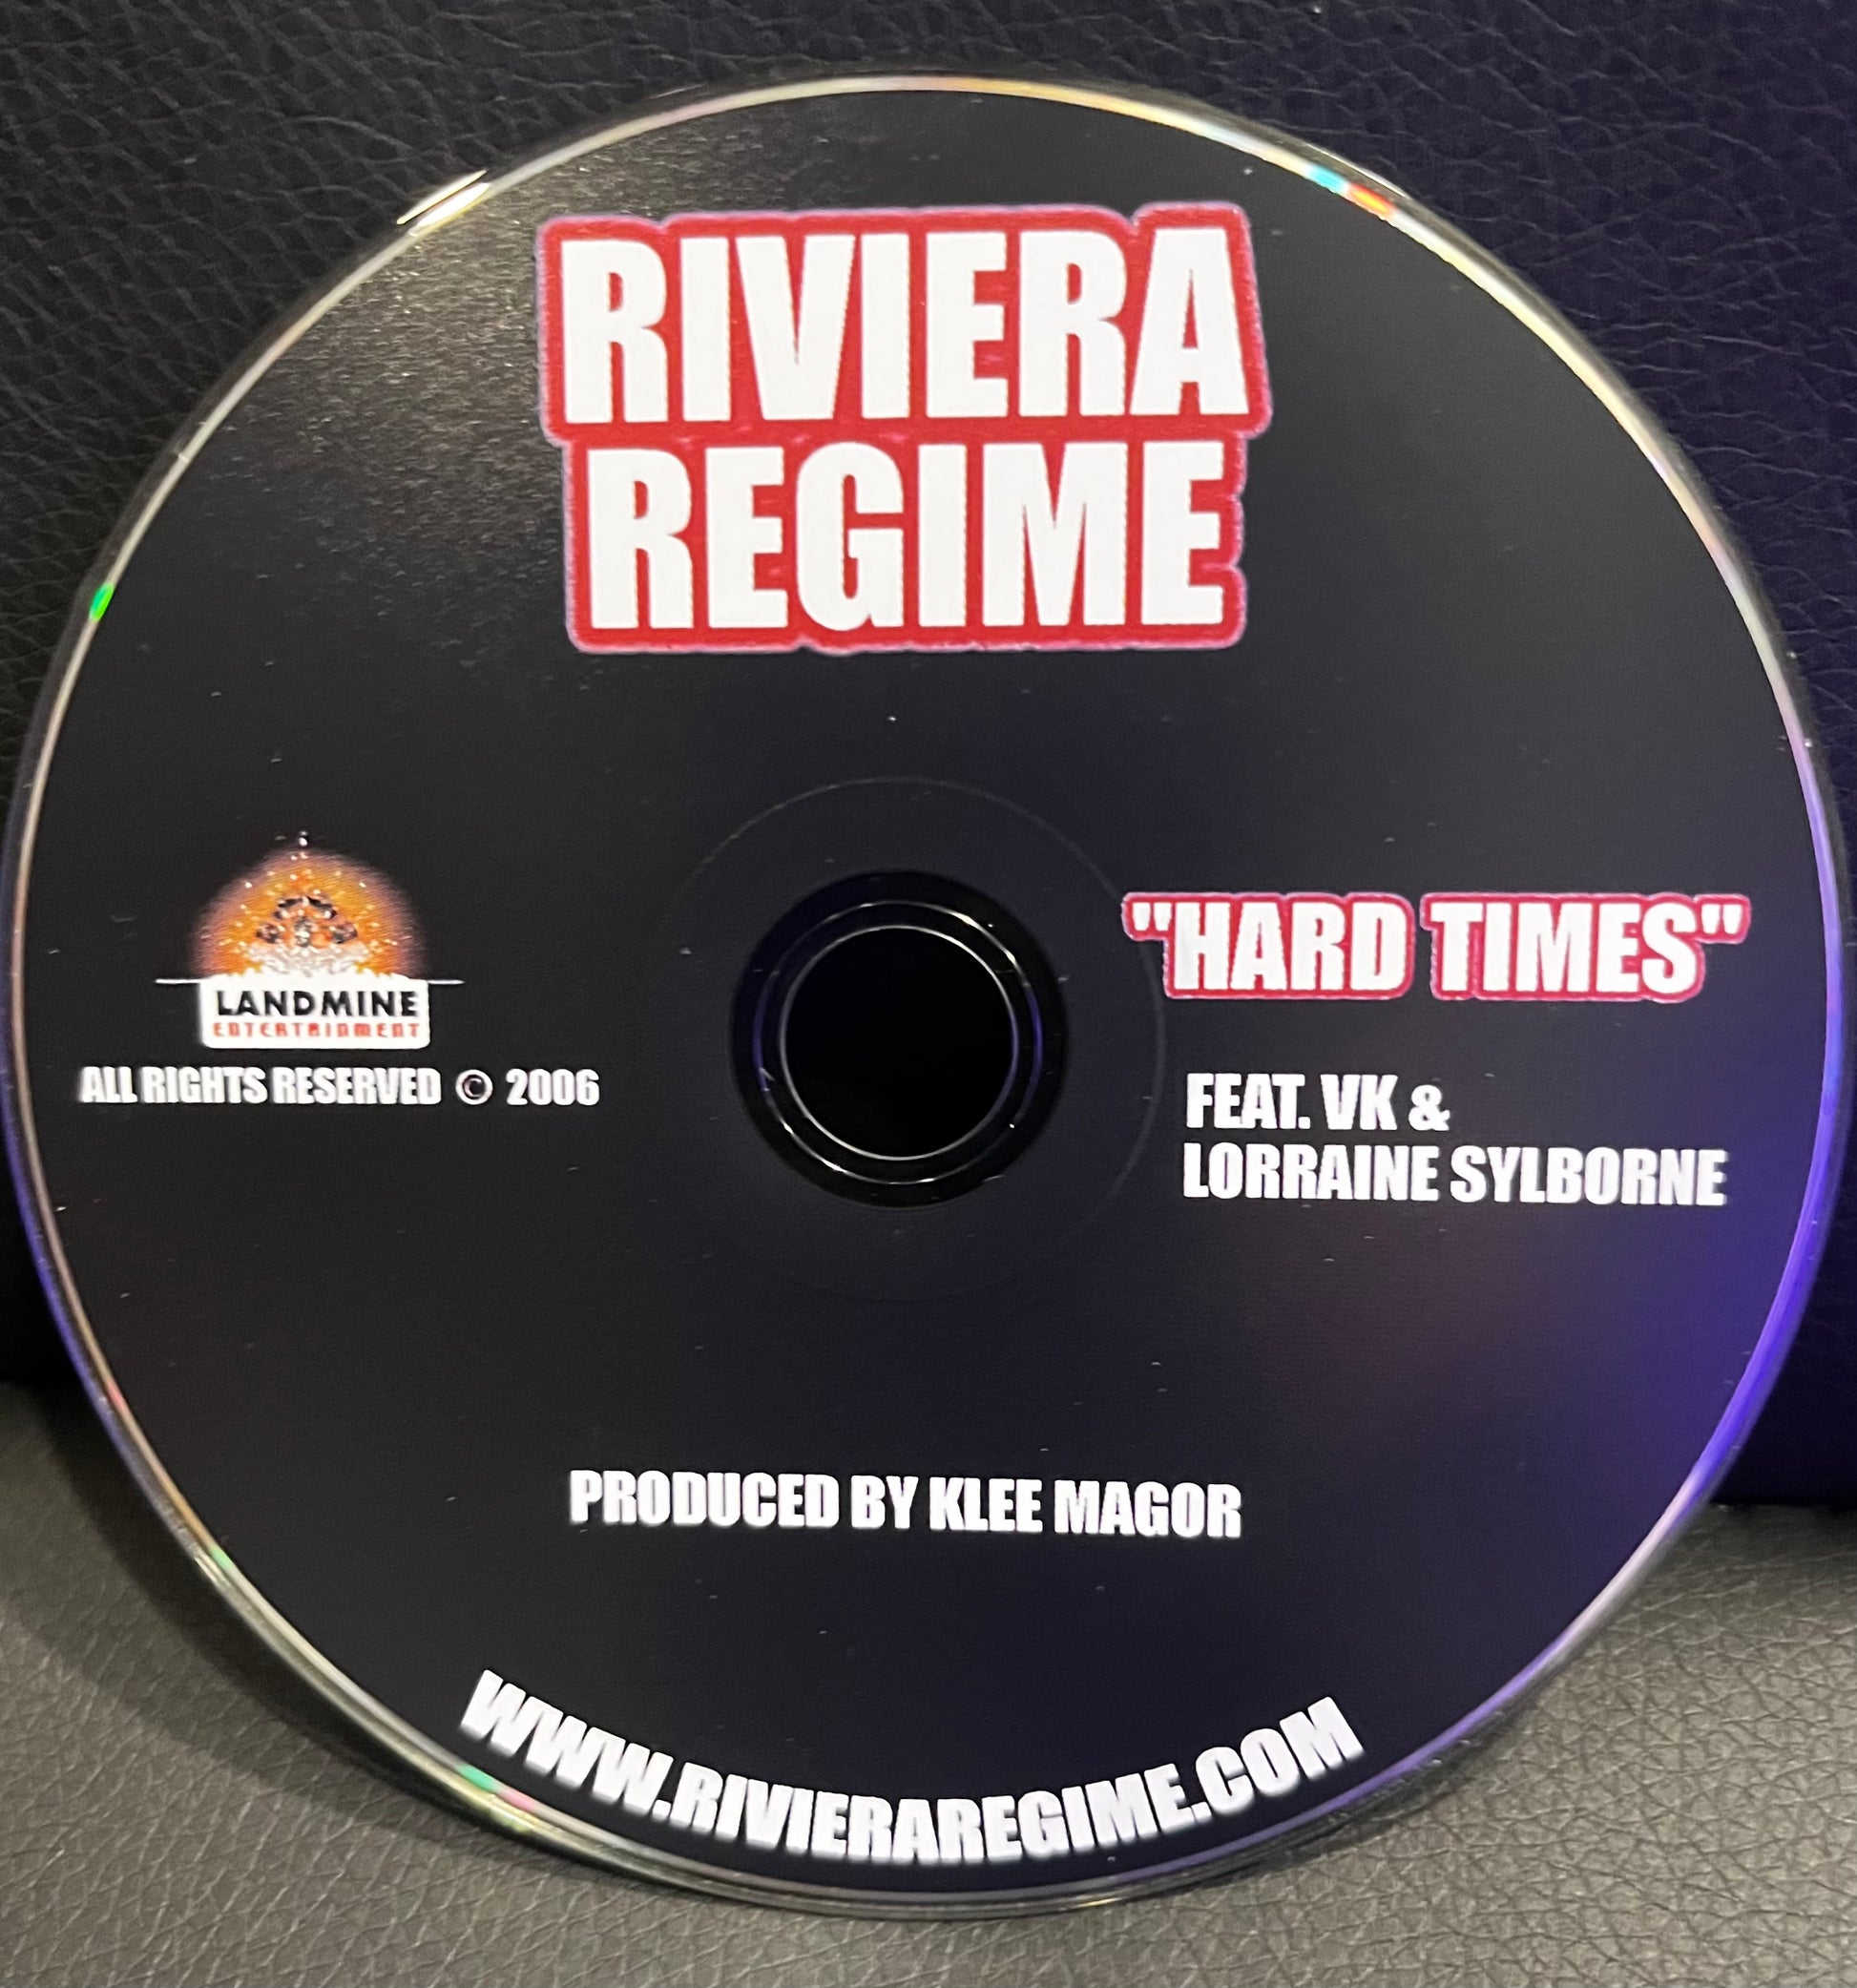 RIVIERA
REGIME
LANDMINE
ENTERTAINMENT
ALL RIGHTS RESERVED © 2006
"HARD TIMES"
FEAT. VK &
LORRAINE SYLBORNE
PRODUCED BY KLEE MAGOR
WWW.RIVIERAREGIME.COM